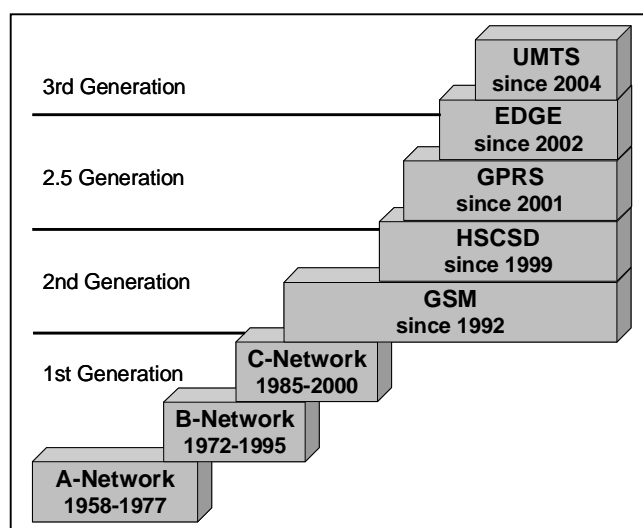 UMTS
since 2004
3rd Generation
EDGE
since 2002
2.5 Generation
GPRS
since 2001
HSCSD
since 1999
2nd Generation
GSM
since 1992
C-Network
1985-2000
1st Generation
B-Network
1972-1995
A-Network
1958-1977